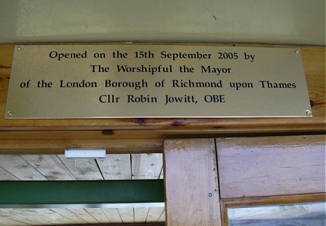 Opened on the 15th September 2005 by
The Worshipful the Mayor
of the London Borough of Richmond upon Thames
Cllr Robin Jowitt, OBE